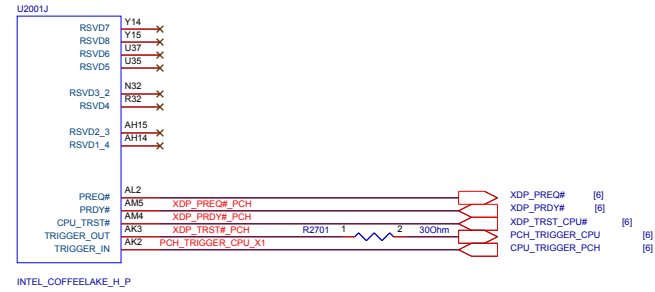 U2001J
RSVD7 Y14
RSVD8 Y15
RSVD6 U37
RSVD5 U35
RSVD3_2 N32
RSVD4 R32
RSVD2_3 AH15
RSVD1_4 AH14
PREQ# AL2 XDP_PREQ# [6]
PRDY# AM5 XDP_PREQ#_PCH XDP_PRDY# [6]
CPU_TRST# AM4 XDP_PRDY#_PCH XDP_TRST_CPU# [6]
TRIGGER_OUT AK3 XDP_TRST#_PCH R2701 1 2 30Ohm PCH_TRIGGER_CPU [6]
TRIGGER_IN AK2 PCH_TRIGGER_CPU_X1 CPU_TRIGGER_PCH [6]
INTEL_COFFEELAKE_H_P